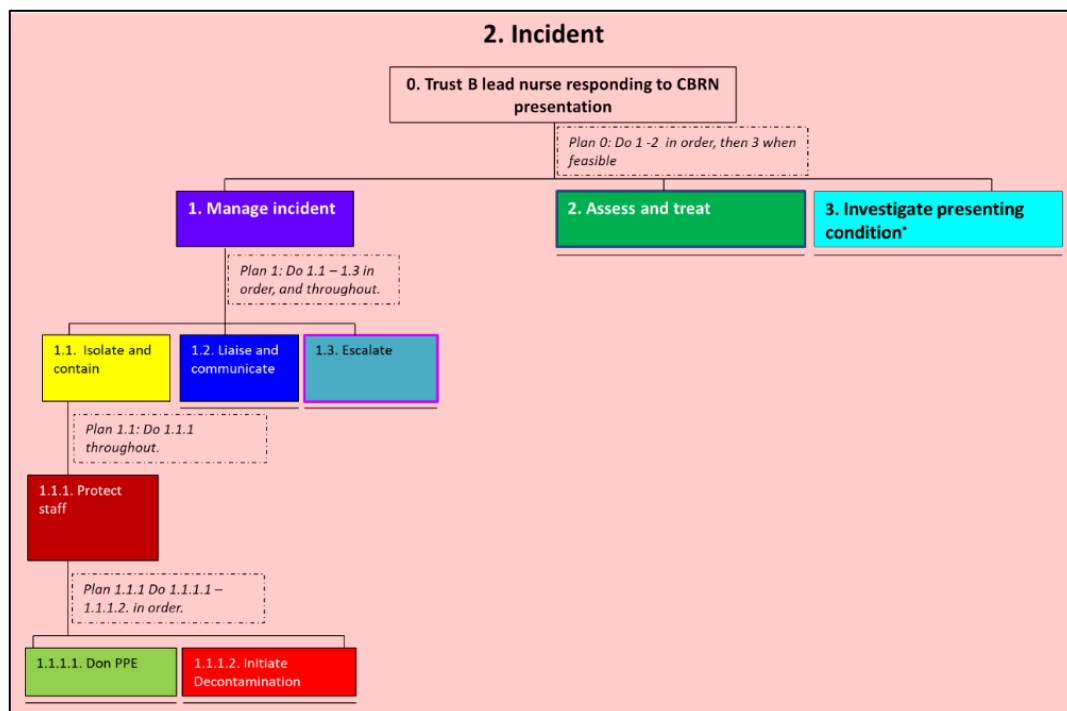 2. Incident
0. Trust B lead nurse responding to CBRN
presentation
Plan 0: Do 1 -2 in order, then 3 when
feasible
1. Manage incident
2. Assess and treat
3. Investigate presenting
condition*
Plan 1: Do 1.1 – 1.3 in
order, and throughout.
1.1. Isolate and
contain
1.2. Liaise and
communicate
1.3. Escalate
Plan 1.1: Do 1.1.1
throughout.
1.1.1. Protect
staff
Plan 1.1.1 Do 1.1.1.1 –
1.1.1.2. in order.
1.1.1.1. Don PPE
1.1.1.2. Initiate
Decontamination